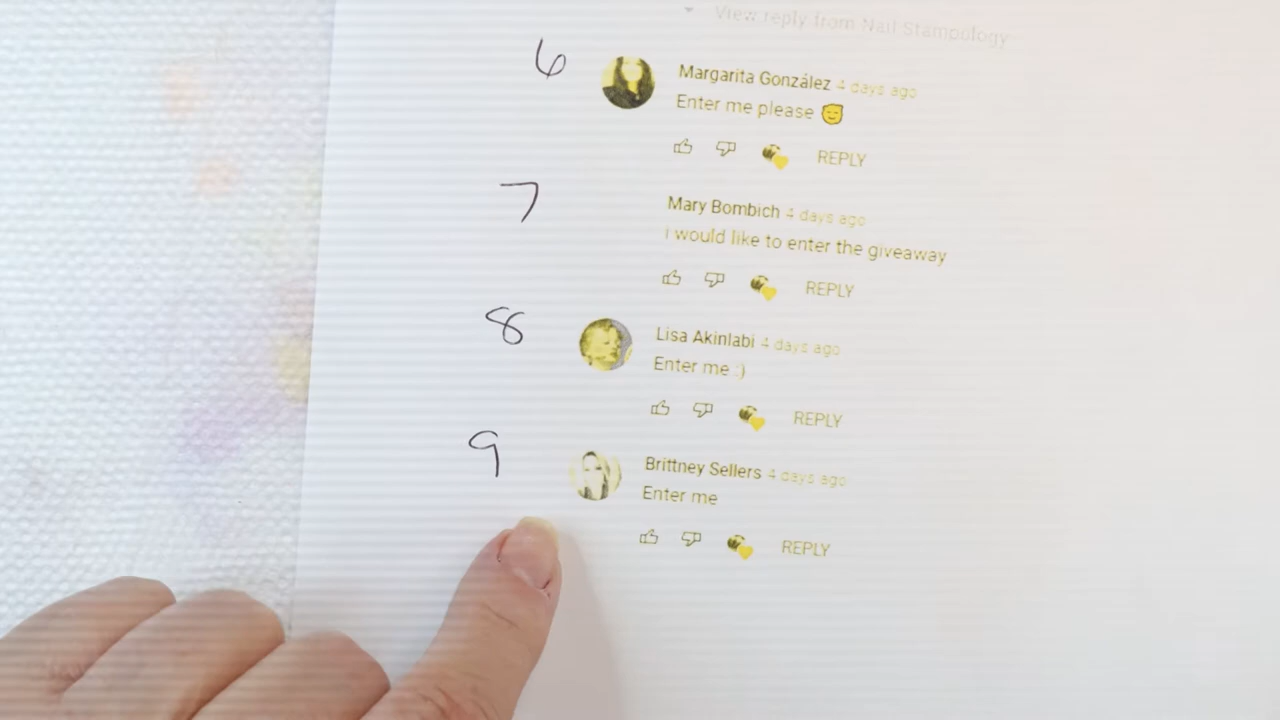 View reply from Nail Stampology
6
Margarita González 4 days ago
Enter me please 😇
REPLY
7
Mary Bombich 4 days ago
i would like to enter the giveaway
REPLY
8
Lisa Akinlabi 4 days ago
Enter me :)
REPLY
9
Brittney Sellers 4 days ago
Enter me
REPLY